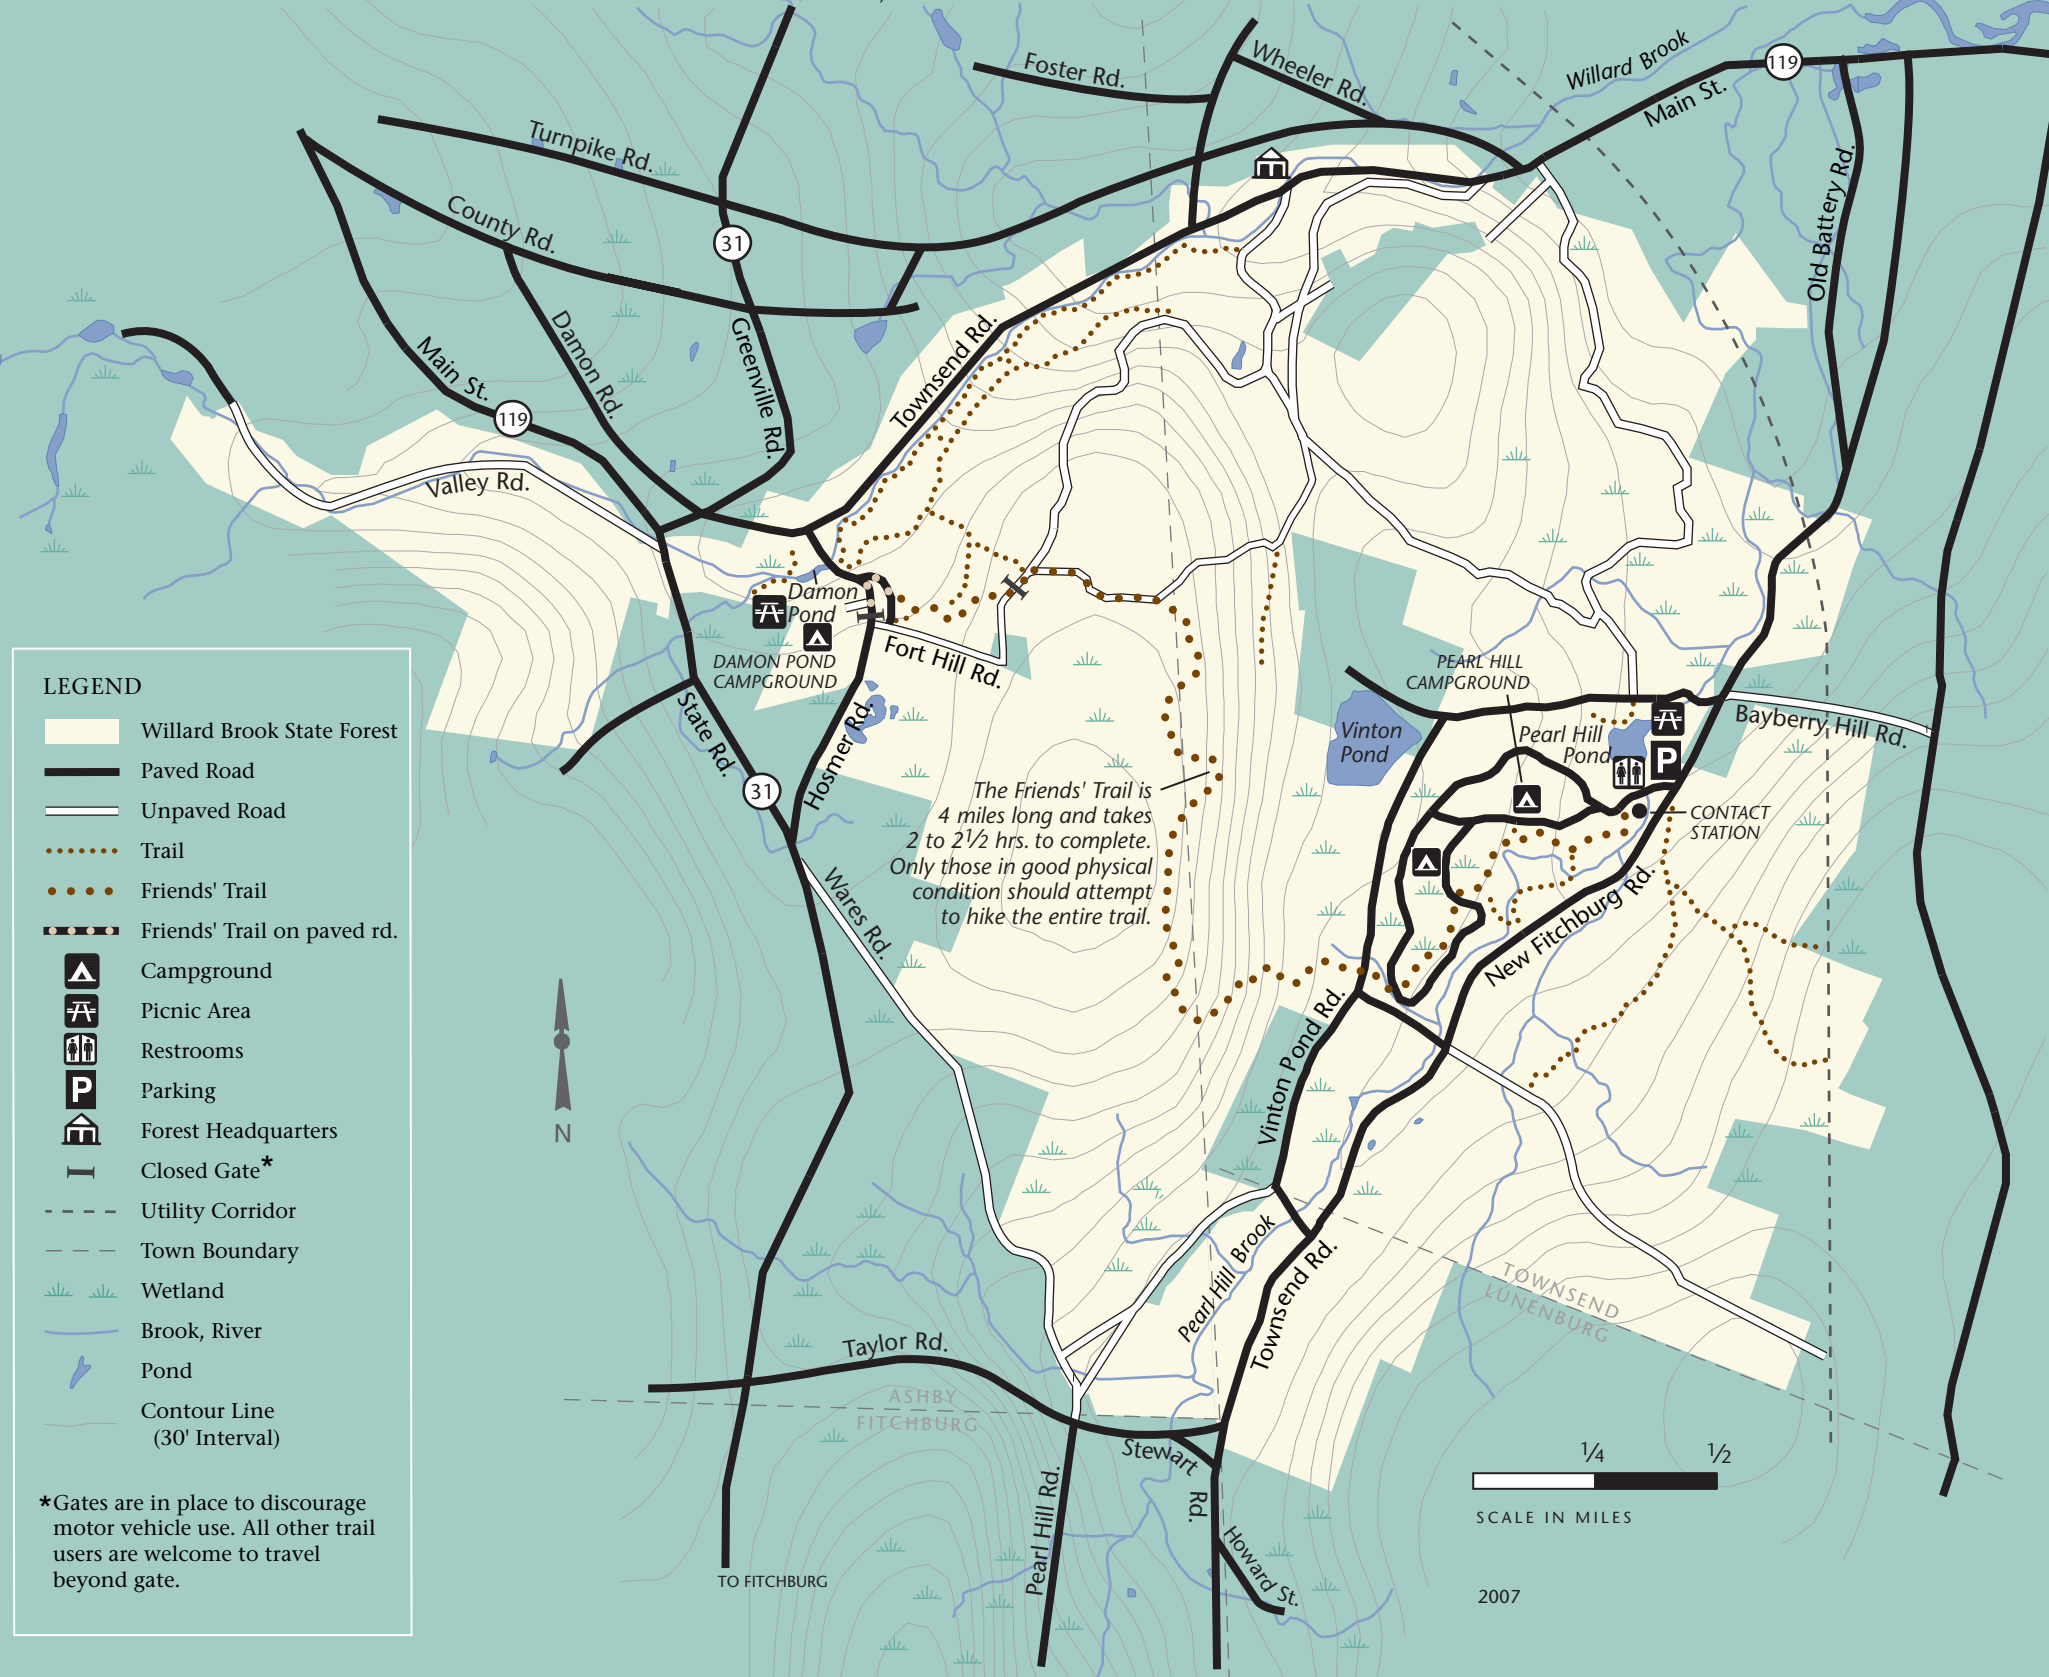 Foster Rd.
Wheeler Rd.
Willard Brook
Main St.
119
Turnpike Rd.
County Rd.
31
Old Battery Rd.
Main St.
119
Damon Rd.
Greenville Rd.
Townsend Rd.
Valley Rd.
Damon
Pond
DAMON POND
CAMPGROUND
Fort Hill Rd.
State Rd.
31
Hosmer Rd.
PEARL HILL
CAMPGROUND
Vinton
Pond
Pearl Hill
Pond
P
Bayberry Hill Rd.
CONTACT
STATION
The Friends' Trail is
4 miles long and takes
2 to 2½ hrs. to complete.
Only those in good physical
condition should attempt
to hike the entire trail.
Wares Rd.
New Fitchburg Rd.
Vinton Pond Rd.
N
Pearl Hill Brook
Townsend Rd.
TOWNSEND
LUNENBURG
Taylor Rd.
ASHBY
FITCHBURG
Stewart
Rd.
Pearl Hill Rd.
Howard St.
TO FITCHBURG
¼ ½
SCALE IN MILES
2007
LEGEND
Willard Brook State Forest
Paved Road
Unpaved Road
Trail
Friends' Trail
Friends' Trail on paved rd.
Campground
Picnic Area
Restrooms
P Parking
Forest Headquarters
Closed Gate*
Utility Corridor
Town Boundary
Wetland
Brook, River
Pond
Contour Line
(30' Interval)
*Gates are in place to discourage
motor vehicle use. All other trail
users are welcome to travel
beyond gate.